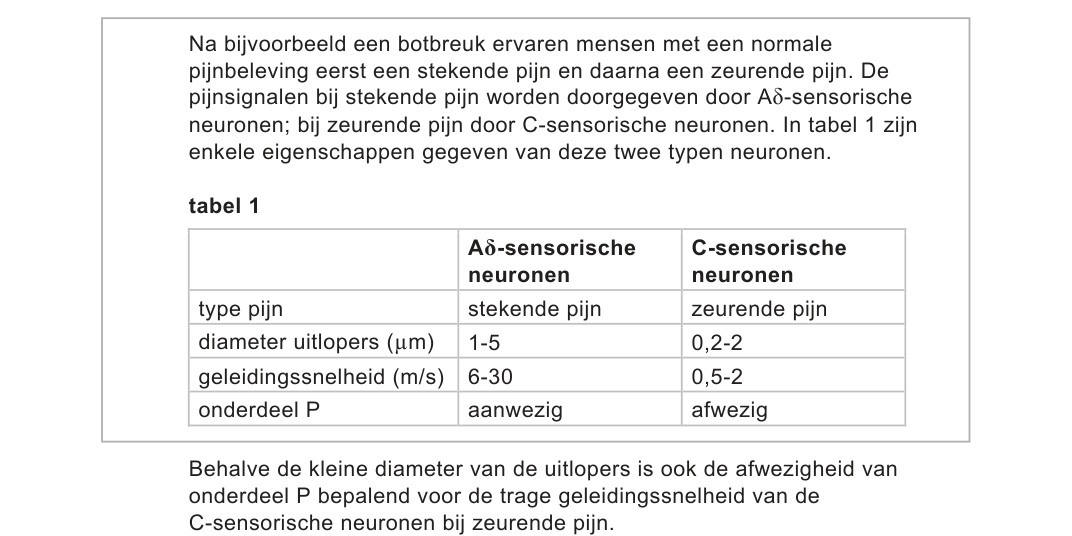 Na bijvoorbeeld een botbreuk ervaren mensen met een normale
pijnbeleving eerst een stekende pijn en daarna een zeurende pijn. De
pijnsignalen bij stekende pijn worden doorgegeven door Aδ-sensorische
neuronen; bij zeurende pijn door C-sensorische neuronen. In tabel 1 zijn
enkele eigenschappen gegeven van deze twee typen neuronen.
tabel 1
Aδ-sensorische neuronen C-sensorische neuronen
type pijn stekende pijn zeurende pijn
diameter uitlopers (μm) 1-5 0,2-2
geleidingssnelheid (m/s) 6-30 0,5-2
onderdeel P aanwezig afwezig
Behalve de kleine diameter van de uitlopers is ook de afwezigheid van
onderdeel P bepalend voor de trage geleidingssnelheid van de
C-sensorische neuronen bij zeurende pijn.